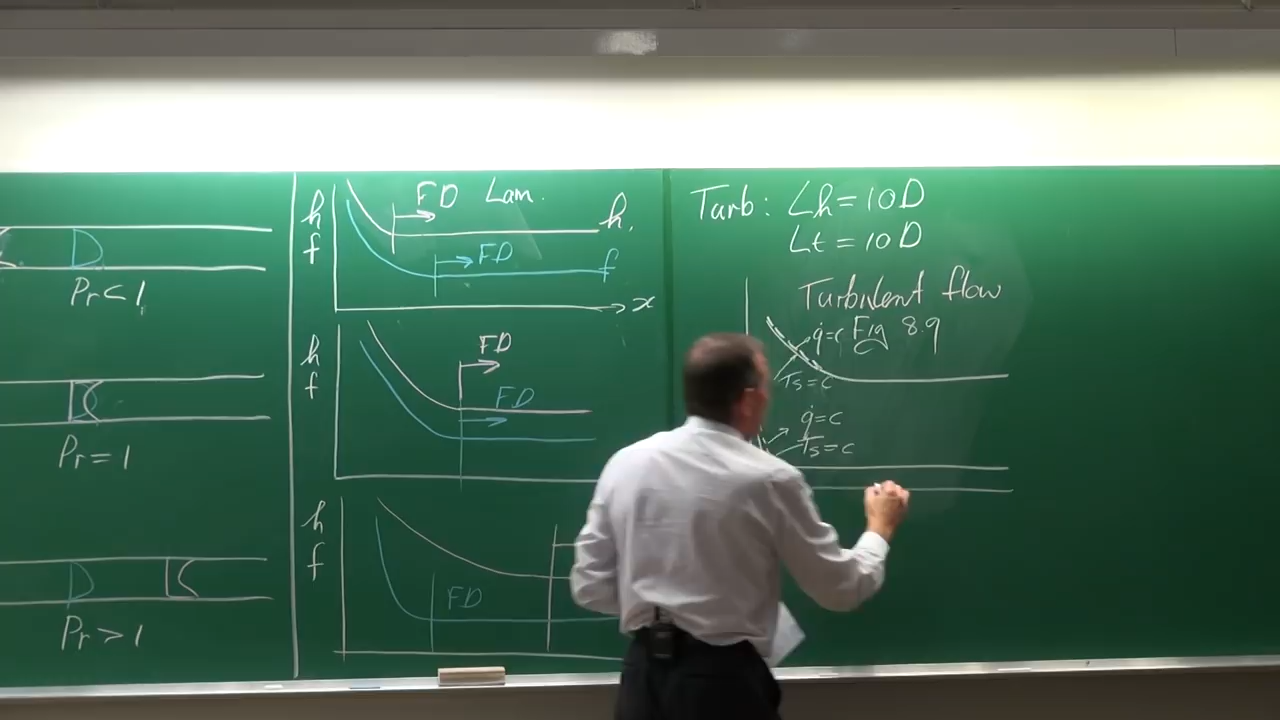 Pr < 1
Pr = 1
Pr > 1
h
f
FD Lam.
h
FD
f
x
h
f
FD
FD
h
f
FD
Turb: Lh = 10D
Lt = 10D
Turbulent flow
q̇=c Fig 8.9
Ts=c
q̇=c
Ts=c